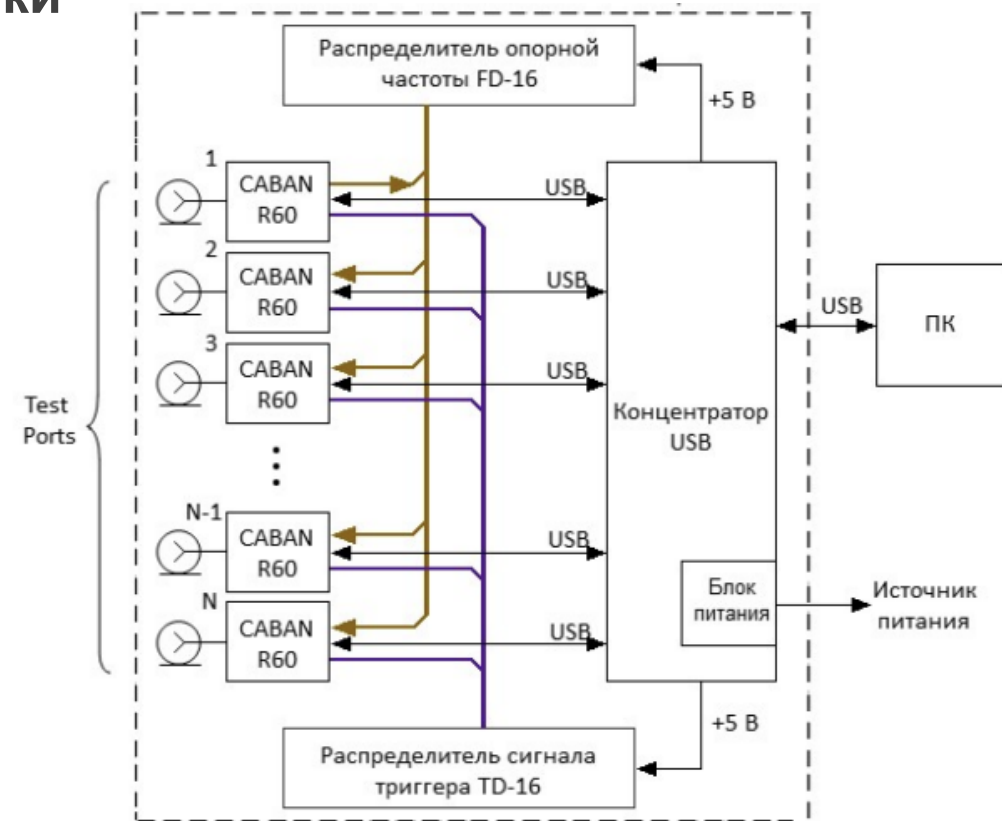 ки
Распределитель опорной
частоты FD-16
+5 В
1
CABAN
R60
USB
2
CABAN
R60
USB
3
CABAN
R60
USB
Test
Ports
Концентратор
USB
USB
ПК
N-1
CABAN
R60
USB
N
CABAN
R60
USB
Блок
питания
Источник
питания
+5 В
Распределитель сигнала
триггера TD-16